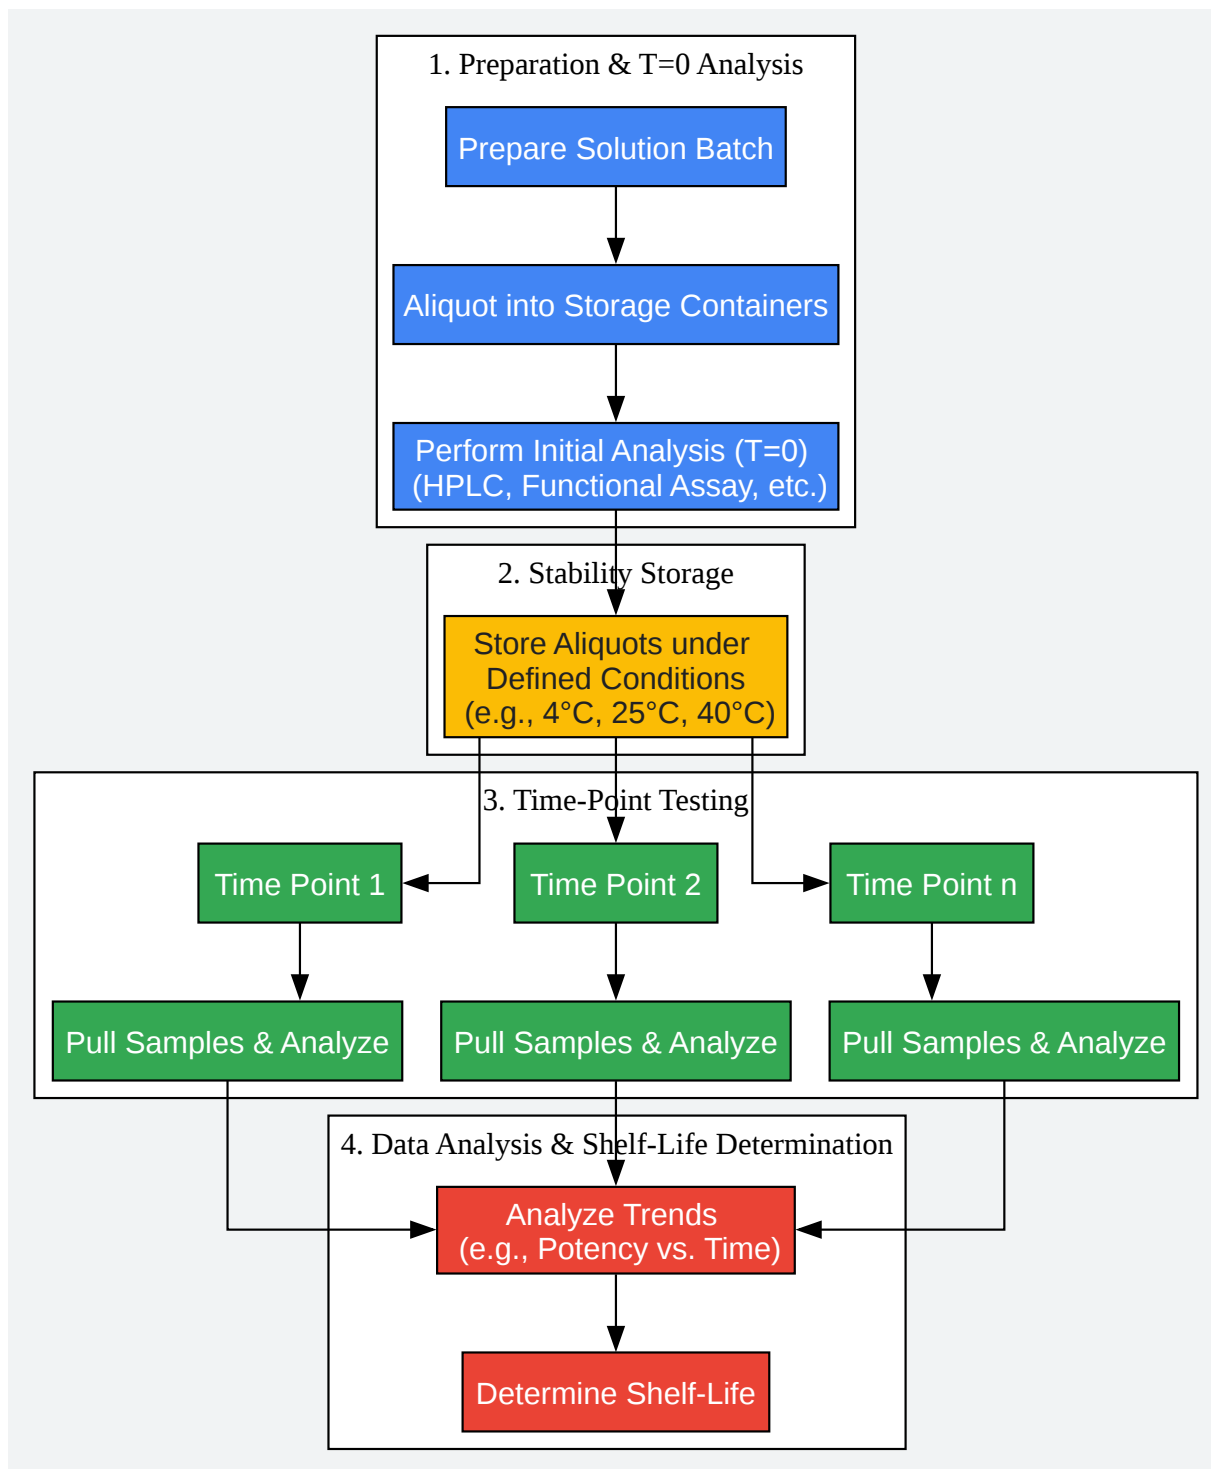 1. Preparation & T=0 Analysis
Prepare Solution Batch
Aliquot into Storage Containers
Perform Initial Analysis (T=0)
(HPLC, Functional Assay, etc.)
2. Stability Storage
Store Aliquots under
Defined Conditions
(e.g., 4°C, 25°C, 40°C)
3. Time-Point Testing
Time Point 1
Time Point 2
Time Point n
Pull Samples & Analyze
Pull Samples & Analyze
Pull Samples & Analyze
4. Data Analysis & Shelf-Life Determination
Analyze Trends
(e.g., Potency vs. Time)
Determine Shelf-Life